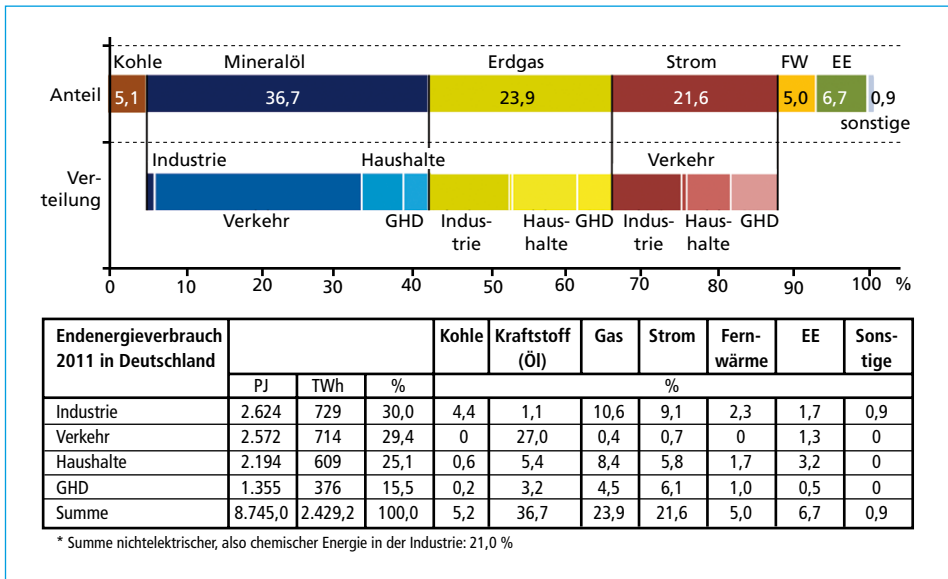 Kohle Mineralöl Erdgas Strom FW EE
Anteil 5,1 36,7 23,9 21,6 5,0 6,7 0,9
sonstige
Industrie Haushalte Verkehr
Ver-
teilung
Verkehr GHD Indus- Haus- GHD Indus- Haus- GHD
trie halte trie halte
0 10 20 30 40 50 60 70 80 90 100 %
Endenergieverbrauch Kohle Kraftstoff Gas Strom Fern- EE Sons-
2011 in Deutschland (Öl) wärme tige
PJ TWh % %
Industrie 2.624 729 30,0 4,4 1,1 10,6 9,1 2,3 1,7 0,9
Verkehr 2.572 714 29,4 0 27,0 0,4 0,7 0 1,3 0
Haushalte 2.194 609 25,1 0,6 5,4 8,4 5,8 1,7 3,2 0
GHD 1.355 376 15,5 0,2 3,2 4,5 6,1 1,0 0,5 0
Summe 8.745,0 2.429,2 100,0 5,2 36,7 23,9 21,6 5,0 6,7 0,9
* Summe nichtelektrischer, also chemischer Energie in der Industrie: 21,0 %